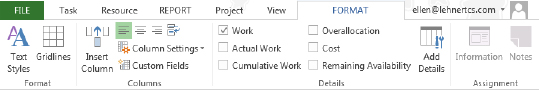 FILE Task Resource REPORT Project View FORMAT ellen@lehnertcs.com
Text Styles
Gridlines
Format
Insert Column
Column Settings
Custom Fields
Columns
Work
Actual Work
Cumulative Work
Overallocation
Cost
Remaining Availability
Add Details
Details
Information
Notes
Assignment